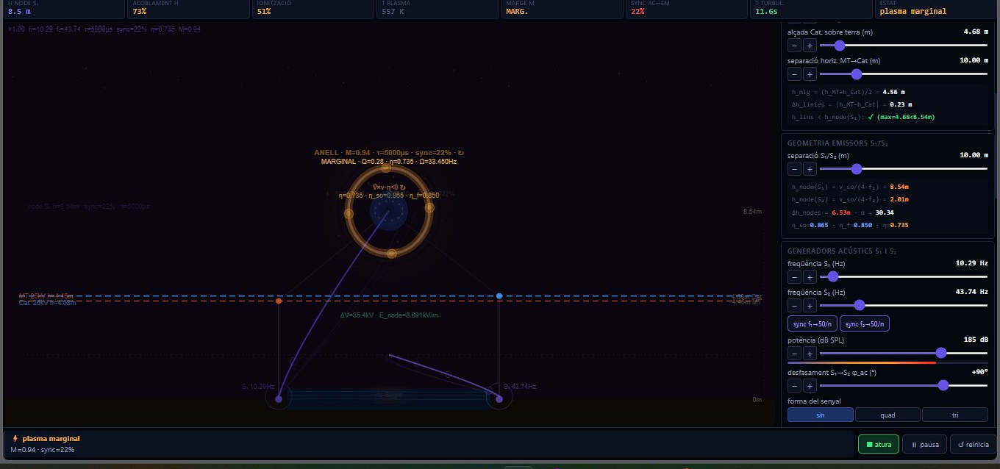 H NODE S₁ ACOBLAMENT H IONITZACIÓ T PLASMA MARGE M SYNC AC↔EM T TURBUL. ESTAT
8.5 m 73% 51% 557 K MARG. 22% 11.6s plasma marginal
×1.00 f₁=10.29 f₂=43.74 τ=5000µs sync=22% η=0.735 M=0.94
ANELL · M=0.94 · τ=5000µs · sync=22% · ↻
MARGINAL · Q=0.28 · η=0.735 · Ω=33.450Hz
∇×v·η<0 ↻
η=0.735 · η_so=0.865 · η_f=0.850
node S₁ h=8.54m · sync=22% · τ=5000µs
8.54m
MT 25kV h=4.45m
Cat. 25kV h=4.68m
4.68m Cat
4.45m MT
ΔV=35.4kV · E_node=8.891kV/m
S₁ 10.29Hz
S₂ 43.74Hz
0m
alçada Cat. sobre terra (m) 4.68 m
− +
separació horiz. MT↔Cat (m) 10.00 m
− +
h_mig = (h_MT+h_Cat)/2 = 4.56 m
Δh_línies = |h_MT−h_Cat| = 0.23 m
h_líns < h_node(S₁): ✓ (max=4.68<8.54m)
GEOMETRIA EMISSORS S₁/S₂
separació S₁/S₂ (m) 10.00 m
− +
h_node(S₁) = v_so/(4·f₁) = 8.54m
h_node(S₂) = v_so/(4·f₂) = 2.01m
Δh_nodes = 6.53m · α = 30.34
η_so=0.865 · η_f=0.850 · η=0.735
GENERADORS ACÚSTICS S₁ I S₂
freqüència S₁ (Hz) 10.29 Hz
− +
freqüència S₂ (Hz) 43.74 Hz
− +
sync f₁→50/n sync f₂→50/n
potència (dB SPL) 185 dB
− +
desfasament S₁→S₂ φ_ac (°) +90°
− +
forma del senyal
sin quad tri
⚡ plasma marginal
M=0.94 · sync=22%
■ atura ⏸ pausa ↺ reinicia